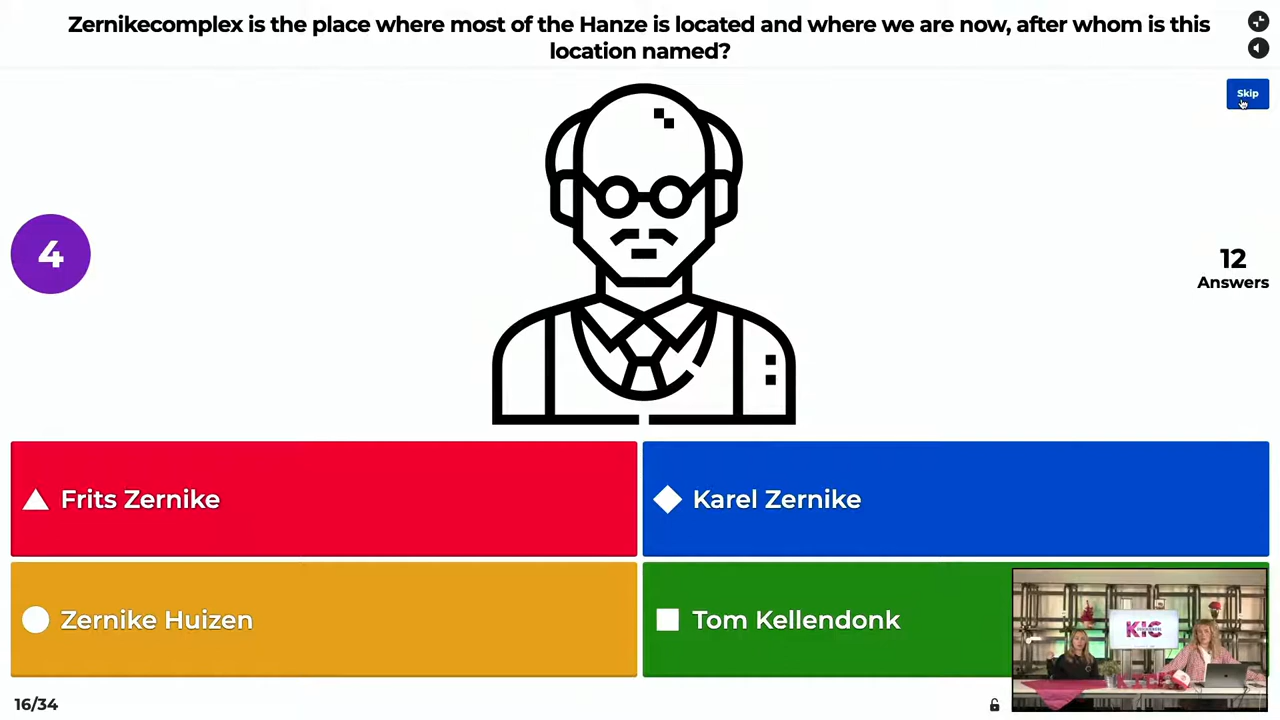 Zernikecomplex is the place where most of the Hanze is located and where we are now, after whom is this
location named?
Skip
4
12
Answers
Frits Zernike
Karel Zernike
Zernike Huizen
Tom Kellendonk
KIC
16/34